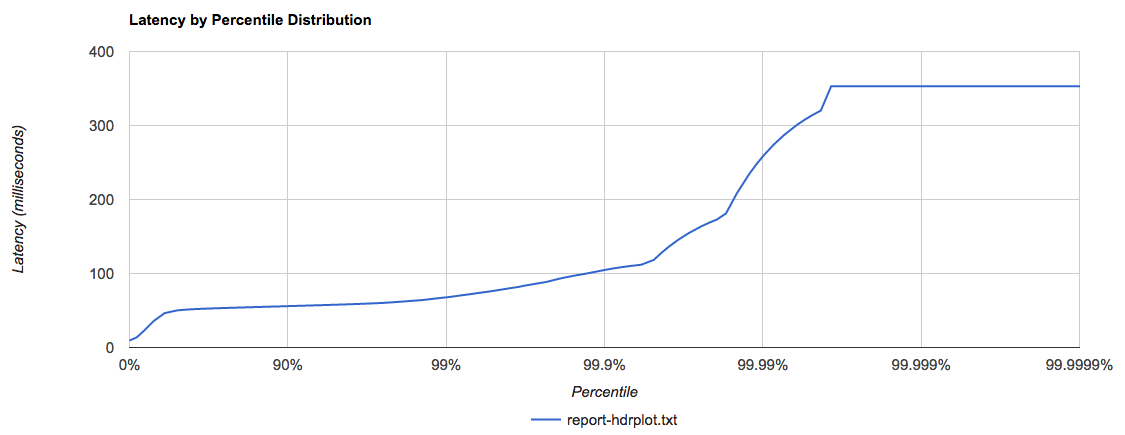 Latency by Percentile Distribution
400
300
200
100
0
Latency (milliseconds)
0% 90% 99% 99.9% 99.99% 99.999% 99.9999%
Percentile
report-hdrplot.txt